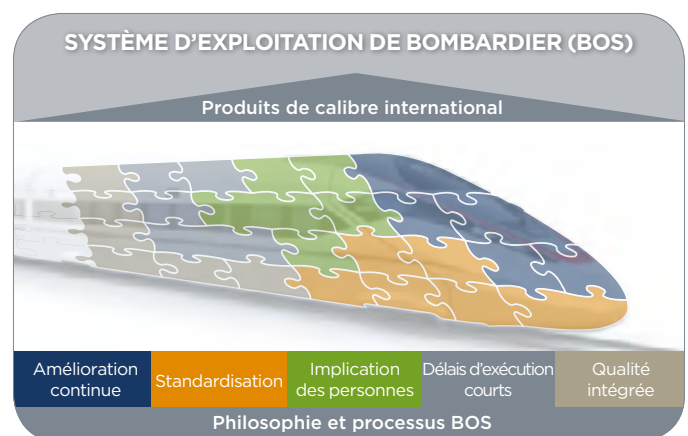 SYSTÈME D’EXPLOITATION DE BOMBARDIER (BOS)
Produits de calibre international
Amélioration
continue
Standardisation
Implication
des personnes
Délais d’exécution
courts
Qualité
intégrée
Philosophie et processus BOS